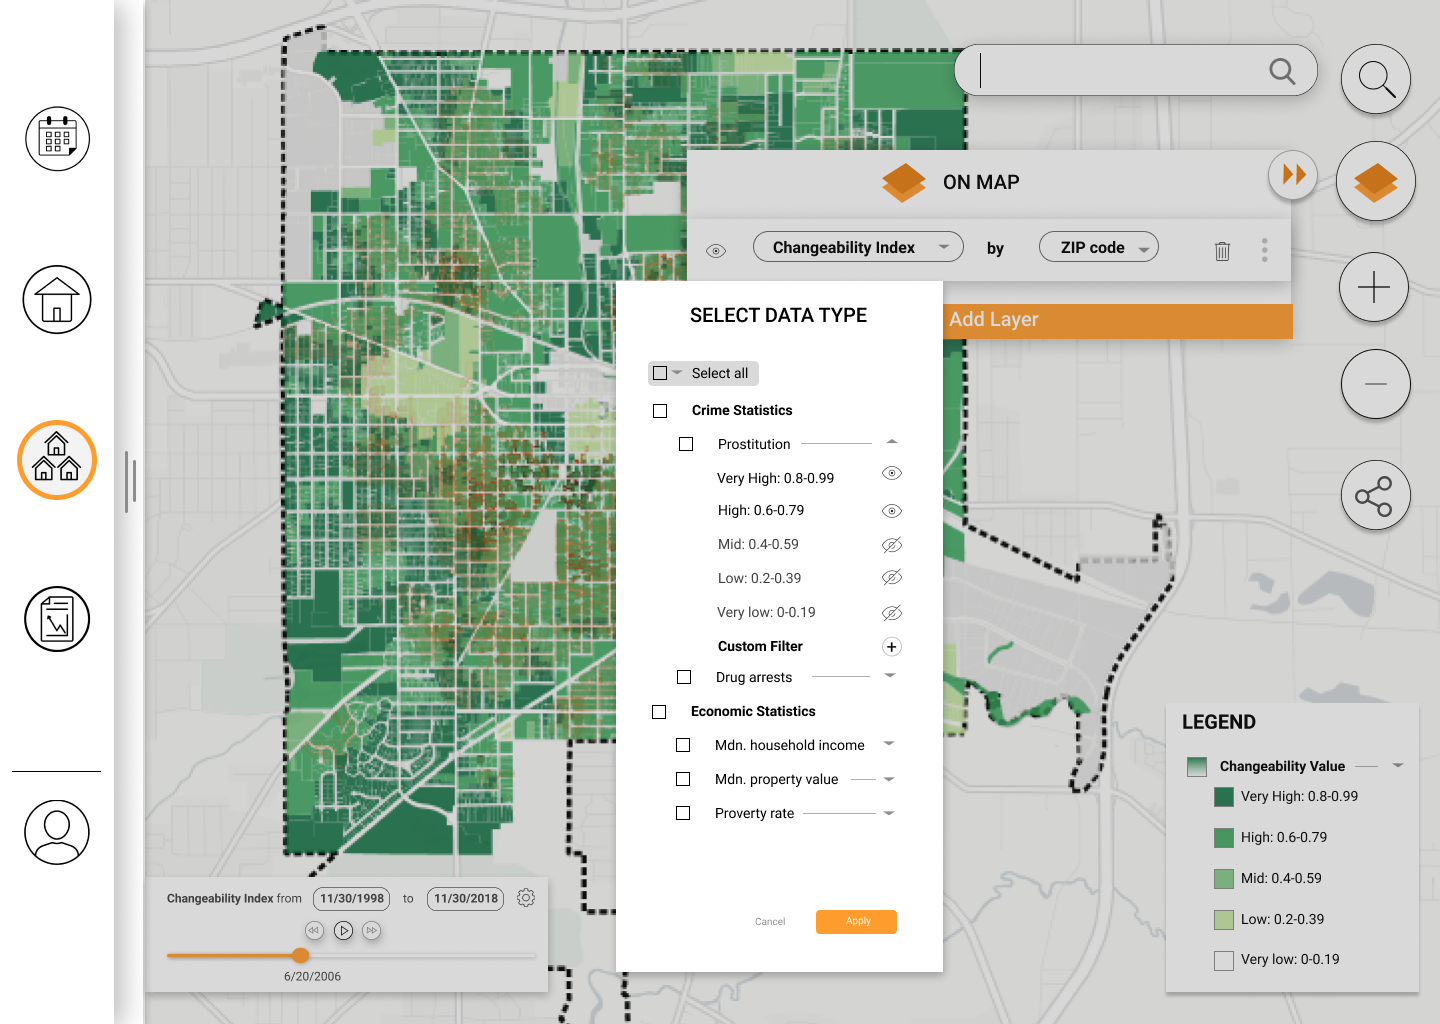 ON MAP
Changeability Index by ZIP code
Add Layer
SELECT DATA TYPE
Select all
Crime Statistics
Prostitution
Very High: 0.8-0.99
High: 0.6-0.79
Mid: 0.4-0.59
Low: 0.2-0.39
Very low: 0-0.19
Custom Filter
Drug arrests
Economic Statistics
Mdn. household income
Mdn. property value
Proverty rate
Cancel Apply
LEGEND
Changeability Value
Very High: 0.8-0.99
High: 0.6-0.79
Mid: 0.4-0.59
Low: 0.2-0.39
Very low: 0-0.19
Changeability Index from 11/30/1998 to 11/30/2018
6/20/2006